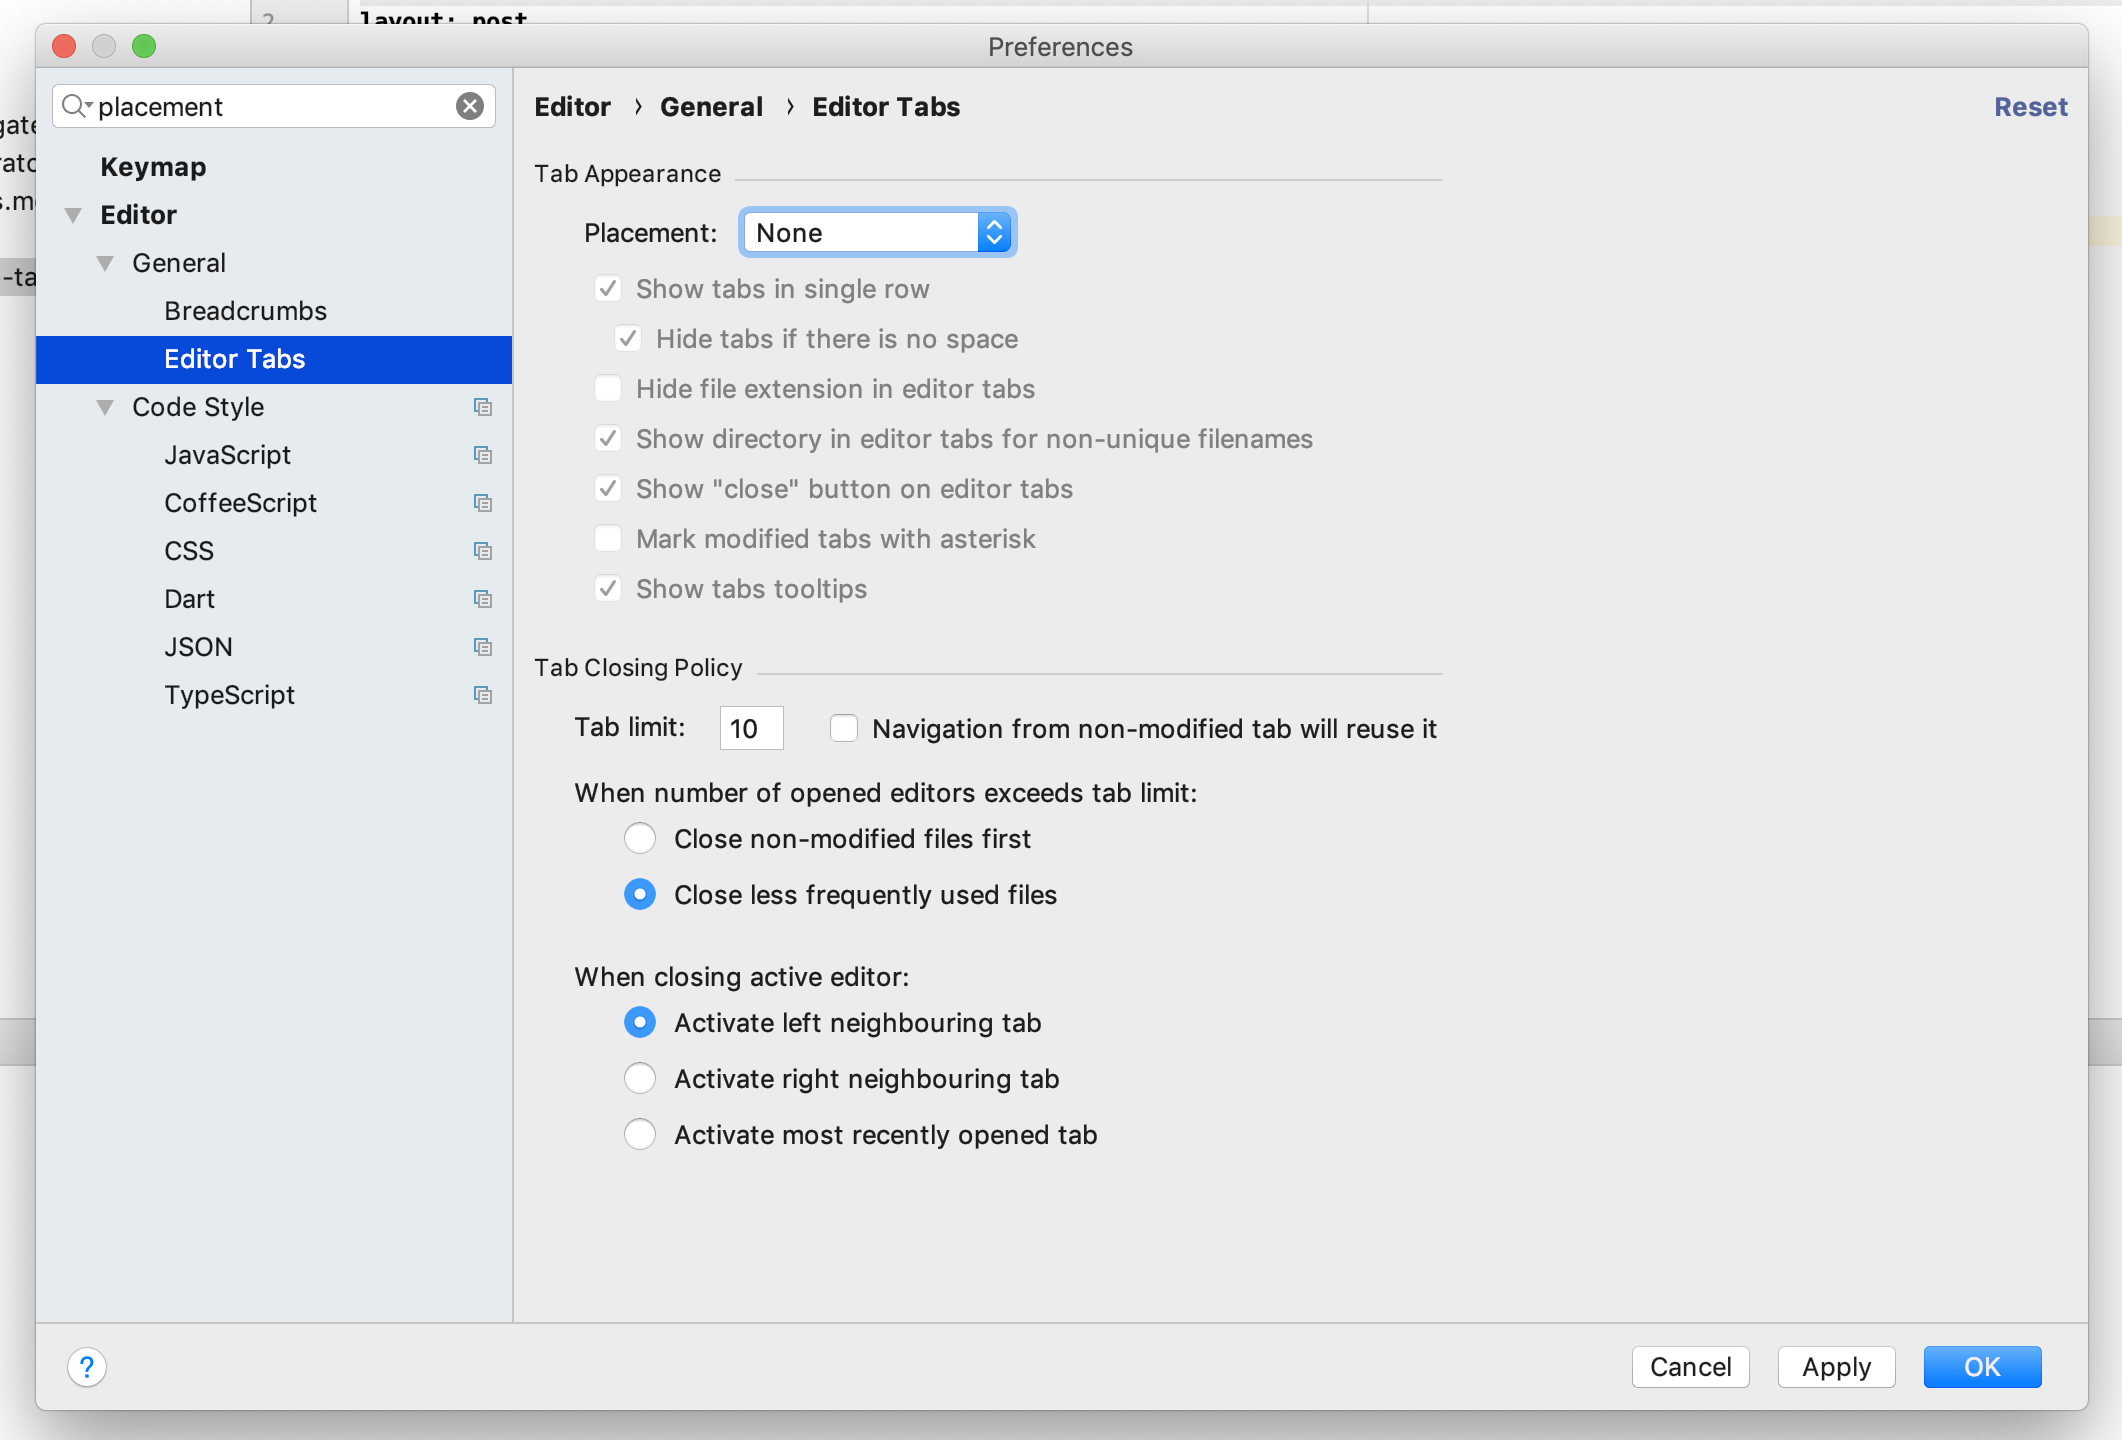 2
layout: post
Preferences
placement
Keymap
Editor
General
Breadcrumbs
Editor Tabs
Code Style
JavaScript
CoffeeScript
CSS
Dart
JSON
TypeScript
Editor › General › Editor Tabs
Reset
Tab Appearance
Placement: None
Show tabs in single row
Hide tabs if there is no space
Hide file extension in editor tabs
Show directory in editor tabs for non-unique filenames
Show "close" button on editor tabs
Mark modified tabs with asterisk
Show tabs tooltips
Tab Closing Policy
Tab limit: 10 Navigation from non-modified tab will reuse it
When number of opened editors exceeds tab limit:
Close non-modified files first
Close less frequently used files
When closing active editor:
Activate left neighbouring tab
Activate right neighbouring tab
Activate most recently opened tab
?
Cancel
Apply
OK